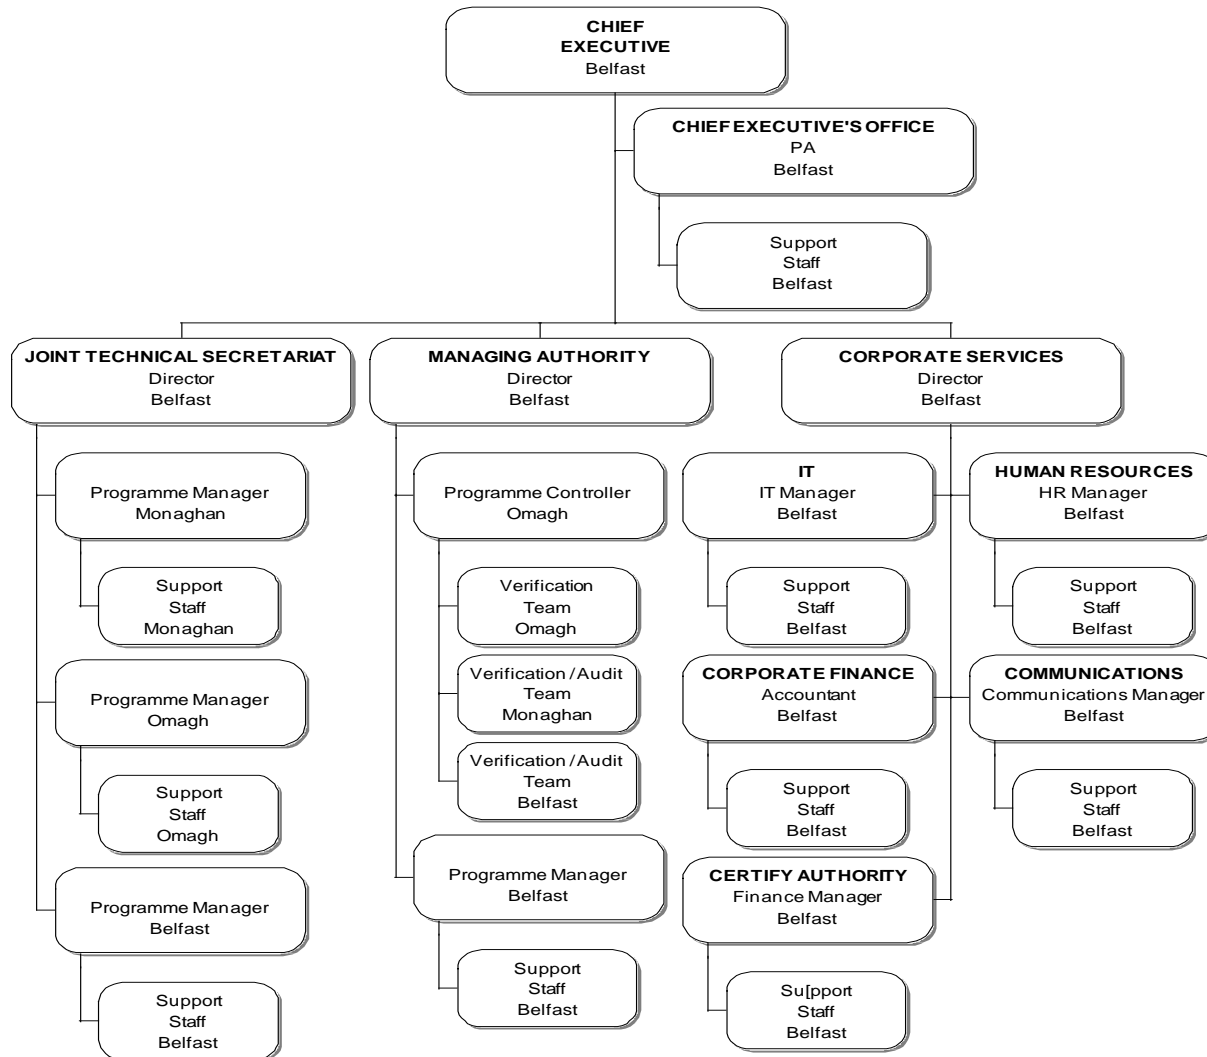 CHIEF
EXECUTIVE
Belfast
CHIEF EXECUTIVE'S OFFICE
PA
Belfast
Support
Staff
Belfast
JOINT TECHNICAL SECRETARIAT
Director
Belfast
Programme Manager
Monaghan
Support
Staff
Monaghan
Programme Manager
Omagh
Support
Staff
Omagh
Programme Manager
Belfast
Support
Staff
Belfast
MANAGING AUTHORITY
Director
Belfast
Programme Controller
Omagh
Verification
Team
Omagh
Verification /Audit
Team
Monaghan
Verification /Audit
Team
Belfast
Programme Manager
Belfast
Support
Staff
Belfast
CORPORATE SERVICES
Director
Belfast
IT
IT Manager
Belfast
Support
Staff
Belfast
HUMAN RESOURCES
HR Manager
Belfast
Support
Staff
Belfast
CORPORATE FINANCE
Accountant
Belfast
Support
Staff
Belfast
COMMUNICATIONS
Communications Manager
Belfast
Support
Staff
Belfast
CERTIFY AUTHORITY
Finance Manager
Belfast
Su[pport
Staff
Belfast